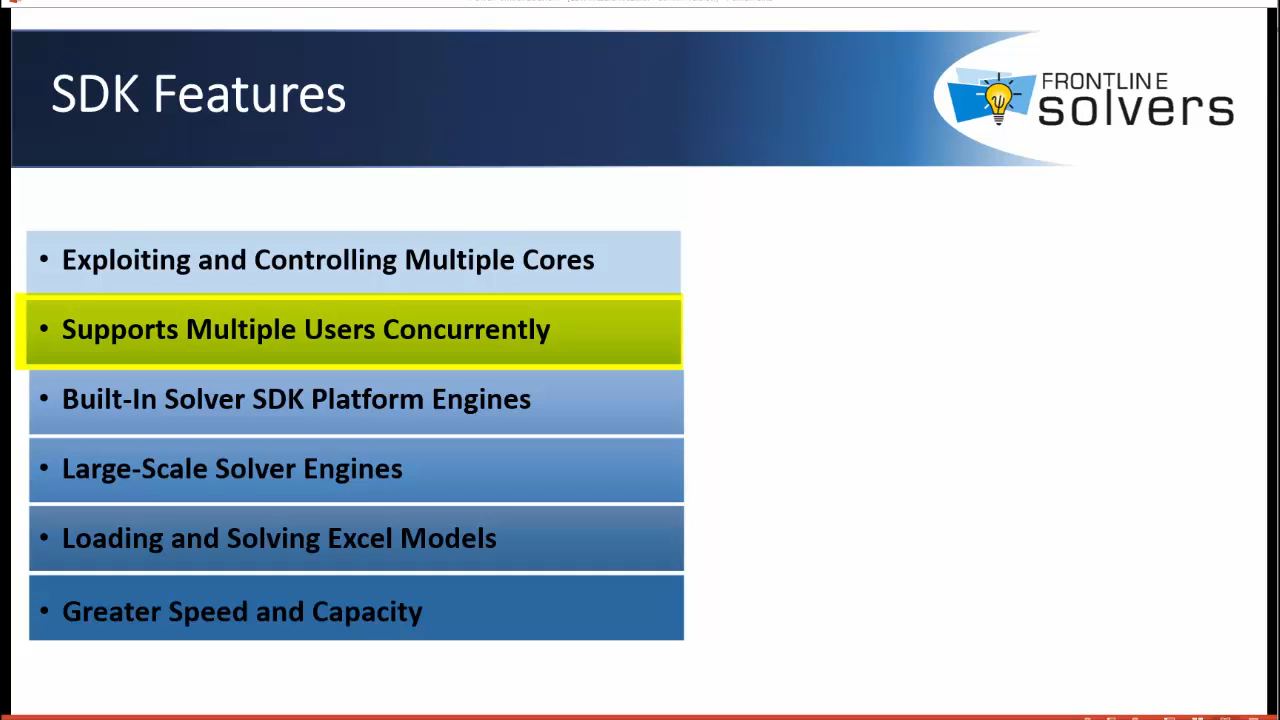 SDK Features
FRONTLINE
solvers
• Exploiting and Controlling Multiple Cores
• Supports Multiple Users Concurrently
• Built-In Solver SDK Platform Engines
• Large-Scale Solver Engines
• Loading and Solving Excel Models
• Greater Speed and Capacity